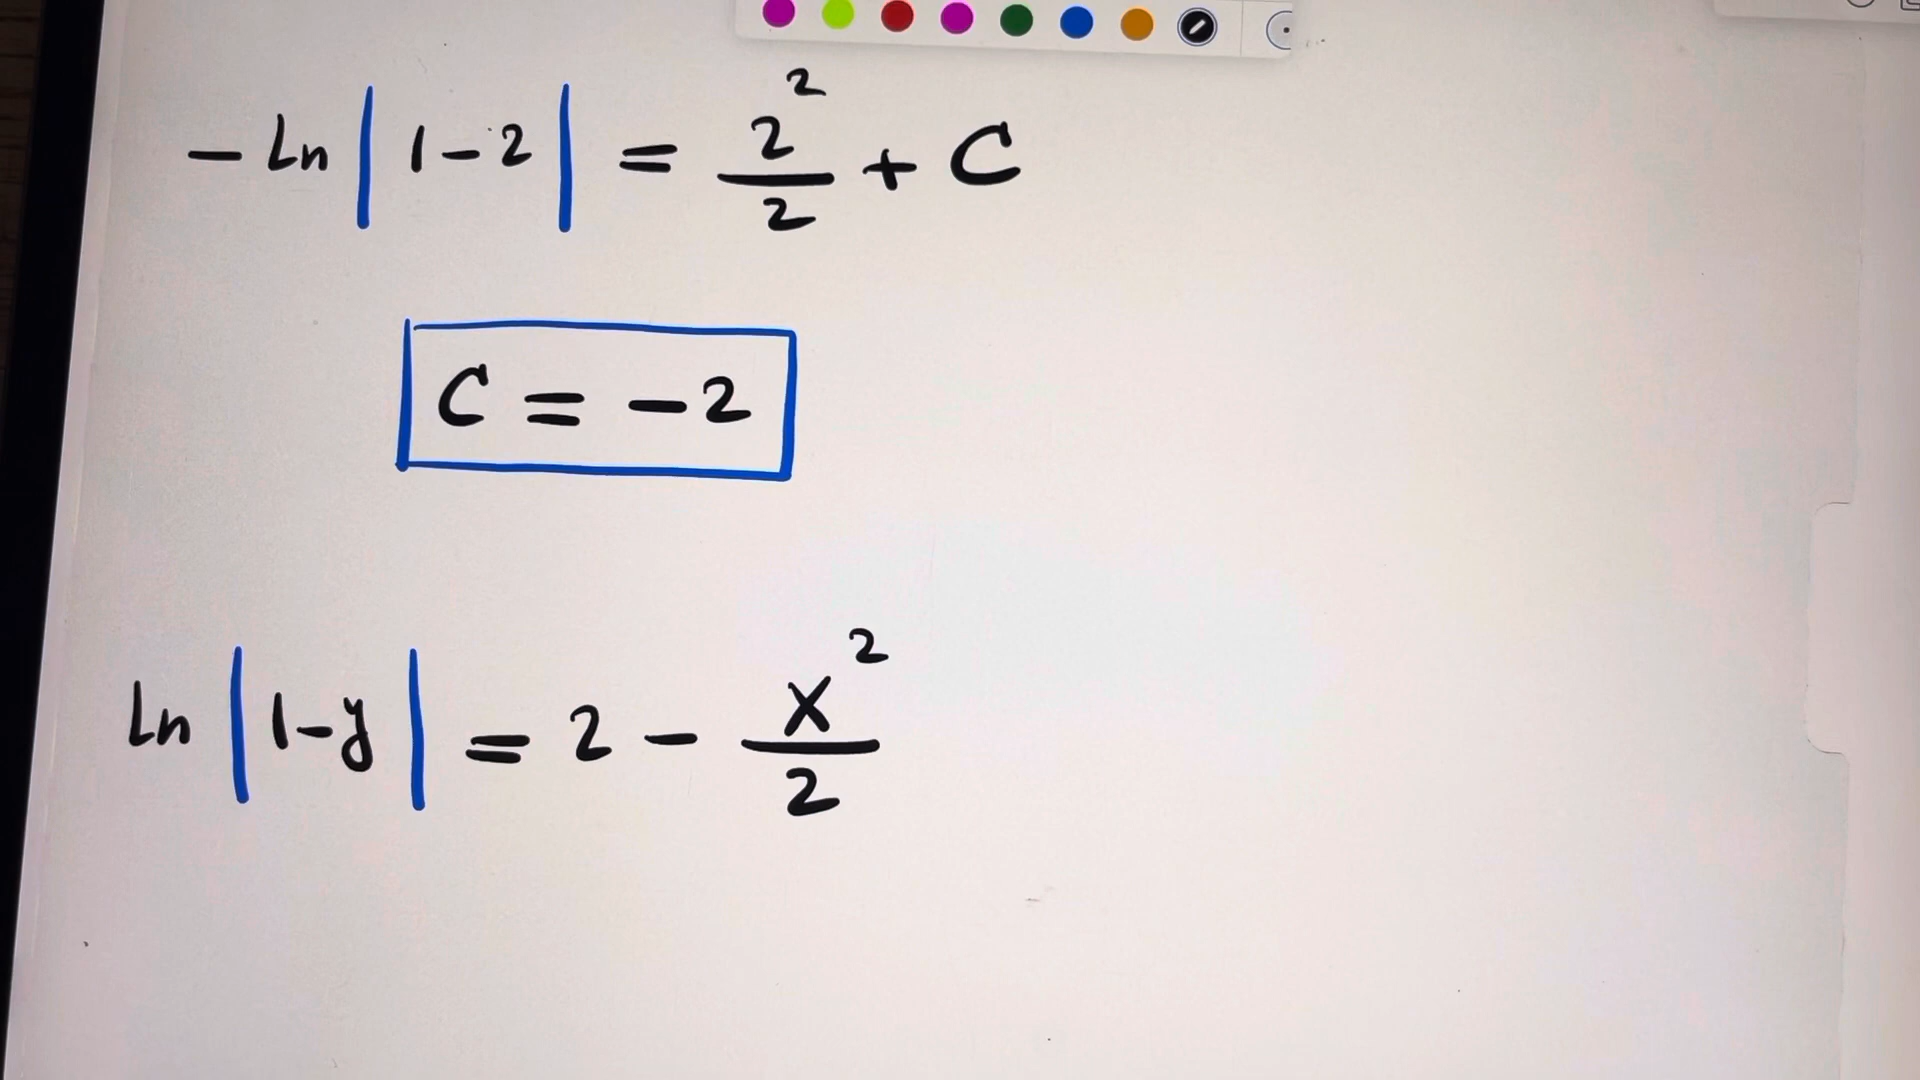 -Ln|1-2| = 2²/2 + C
C = -2
Ln|1-y| = 2 - x²/2